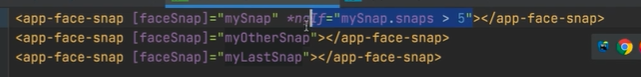 <app-face-snap [faceSnap]="mySnap" *ngIf="mySnap.snaps > 5"></app-face-snap>
<app-face-snap [faceSnap]="myOtherSnap"></app-face-snap>
<app-face-snap [faceSnap]="myLastSnap"></app-face-snap>